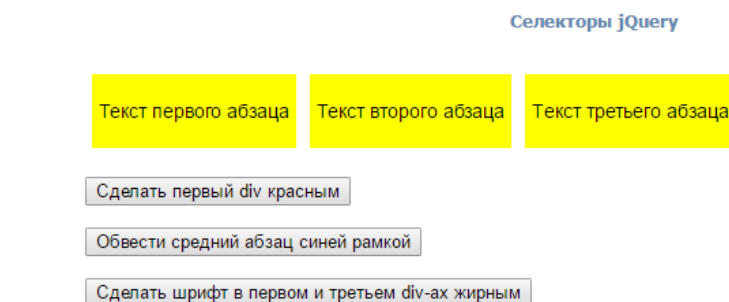 Селекторы jQuery
Текст первого абзаца Текст второго абзаца Текст третьего абзаца
Сделать первый div красным
Обвести средний абзац синей рамкой
Сделать шрифт в первом и третьем div-ах жирным